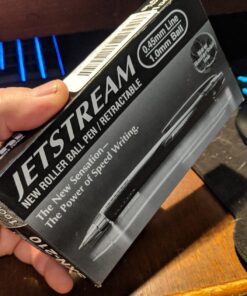 JETSTREAM
NEW ROLLER BALL PEN / RETRACTABLE
0.45mm Line
1.0mm Ball
The New Sensation—
The Power of Speed Writing.
SXN210